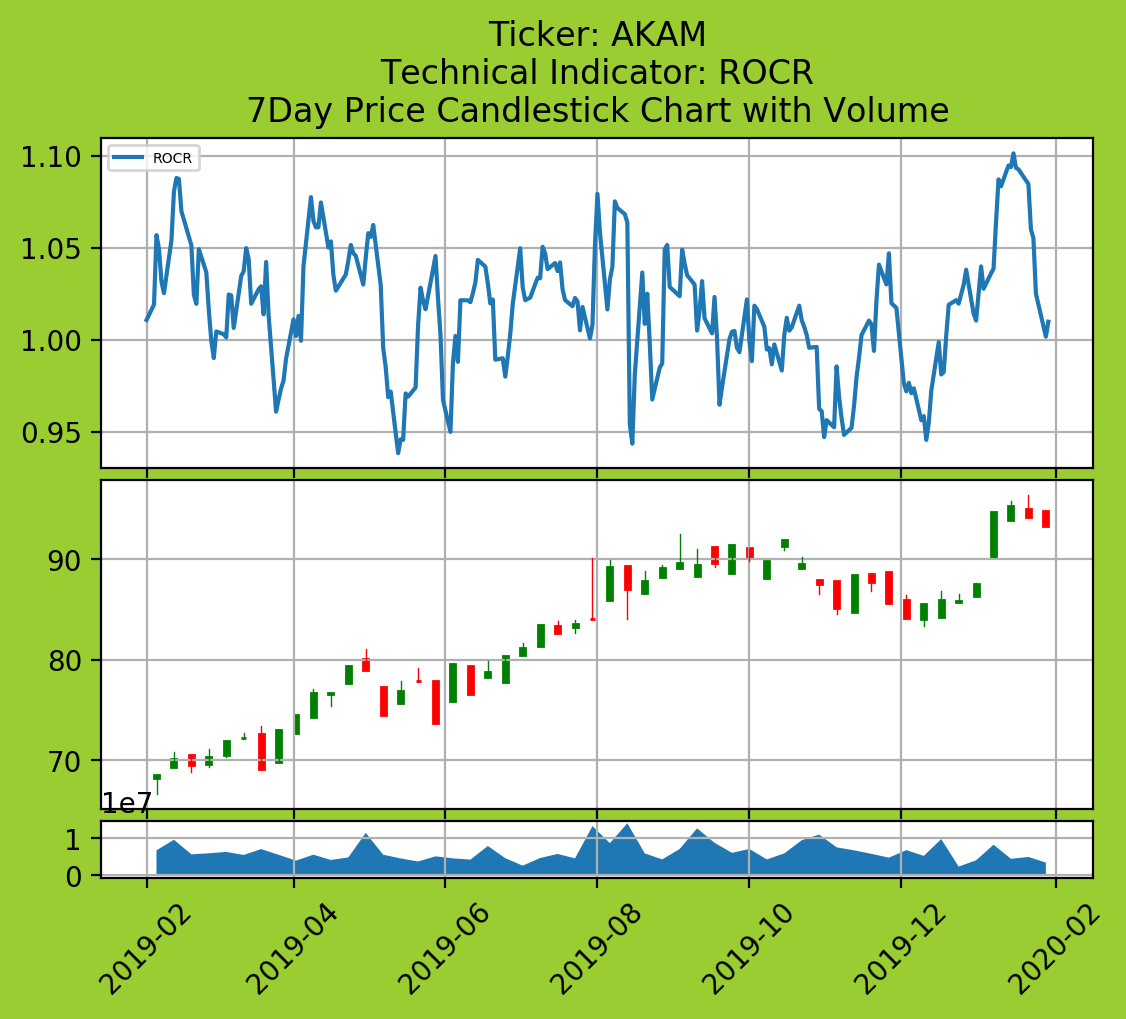 Ticker: AKAM
Technical Indicator: ROCR
7Day Price Candlestick Chart with Volume
ROCR
1.10
1.05
1.00
0.95
90
80
70
1e7
1
0
2019-02 2019-04 2019-06 2019-08 2019-10 2019-12 2020-02